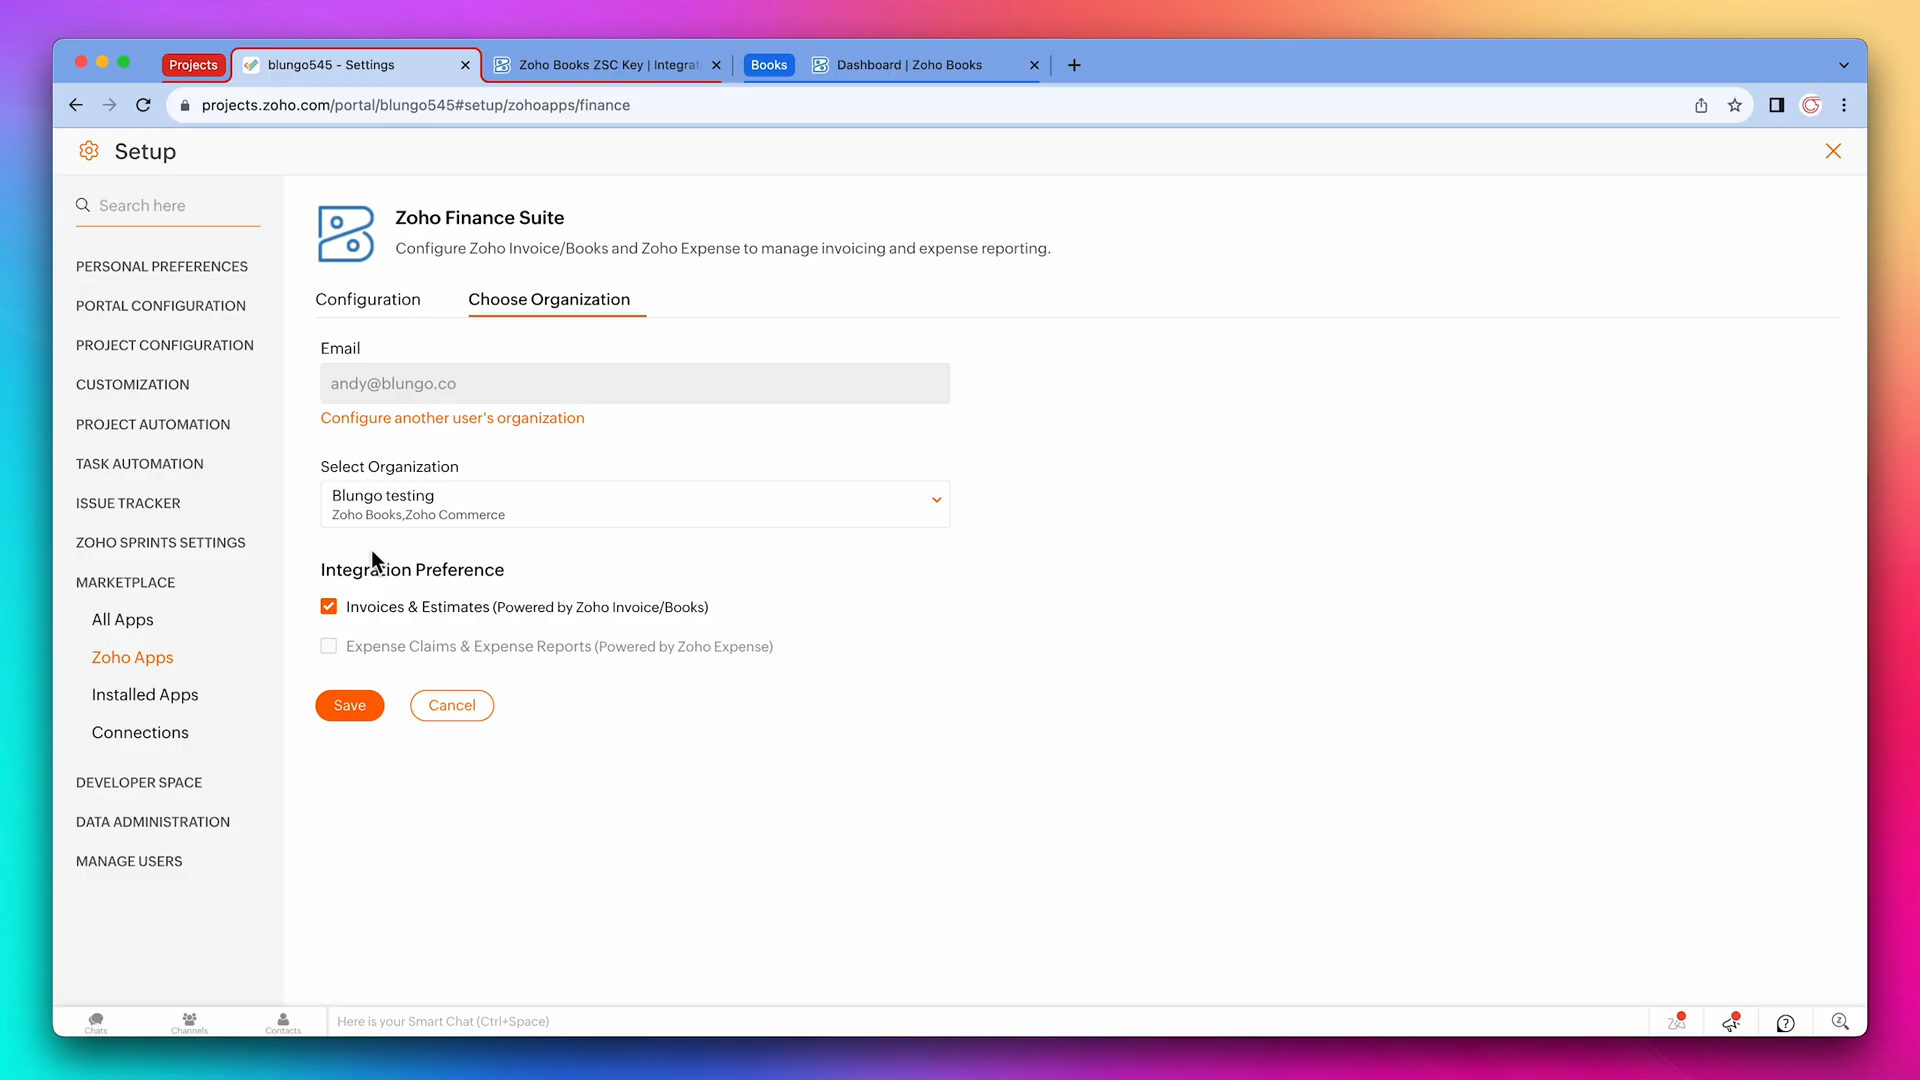 Projects
blungo545 - Settings
Zoho Books ZSC Key | Integrat
Books
Dashboard | Zoho Books
projects.zoho.com/portal/blungo545#setup/zohoapps/finance
Setup
Search here
PERSONAL PREFERENCES
PORTAL CONFIGURATION
PROJECT CONFIGURATION
CUSTOMIZATION
PROJECT AUTOMATION
TASK AUTOMATION
ISSUE TRACKER
ZOHO SPRINTS SETTINGS
MARKETPLACE
All Apps
Zoho Apps
Installed Apps
Connections
DEVELOPER SPACE
DATA ADMINISTRATION
MANAGE USERS
Zoho Finance Suite
Configure Zoho Invoice/Books and Zoho Expense to manage invoicing and expense reporting.
Configuration
Choose Organization
Email
andy@blungo.co
Configure another user's organization
Select Organization
Blungo testing
Zoho Books,Zoho Commerce
Integration Preference
Invoices & Estimates (Powered by Zoho Invoice/Books)
Expense Claims & Expense Reports (Powered by Zoho Expense)
Save
Cancel
Chats
Channels
Contacts
Here is your Smart Chat (Ctrl+Space)